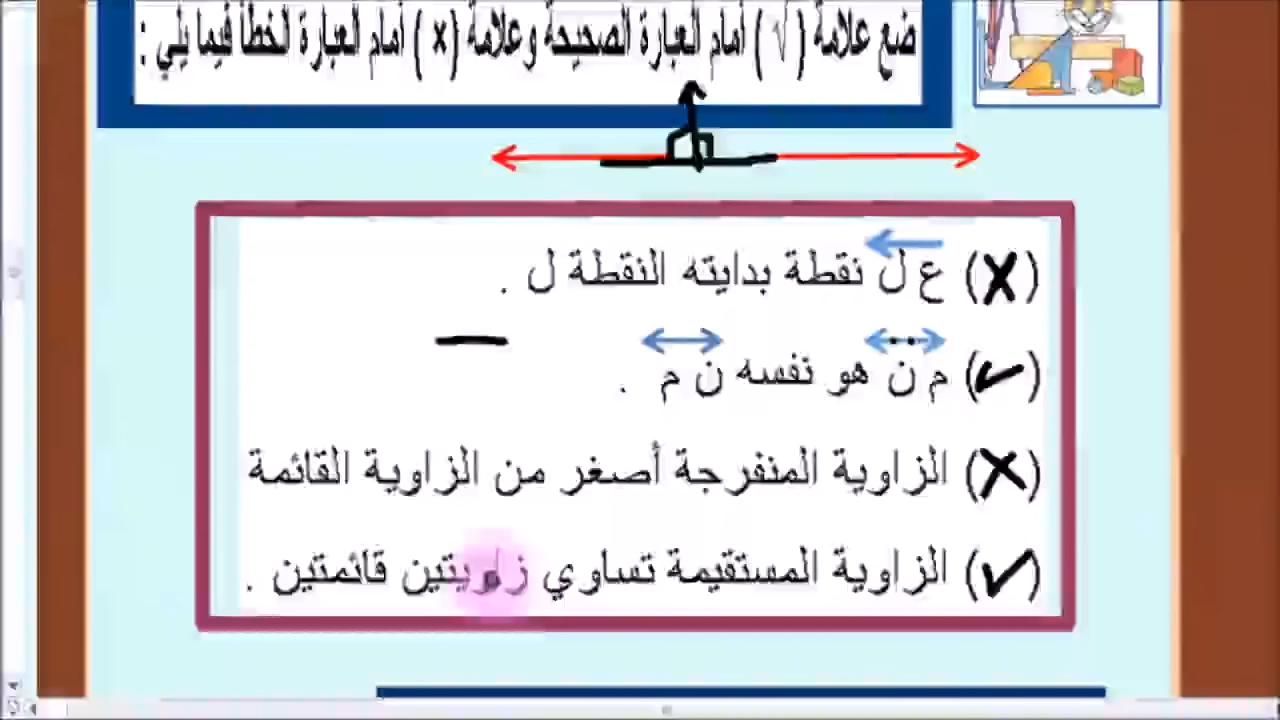 ضع علامة ( √ ) أمام العبارة الصحيحة وعلامة ( × ) أمام العبارة الخطأ فيما يلي :
(X) ع ل نقطة بدايته النقطة ل .
(✓) م ن هو نفسه ن م .
(X) الزاوية المنفرجة أصغر من الزاوية القائمة
(✓) الزاوية المستقيمة تساوي زاويتين قائمتين .